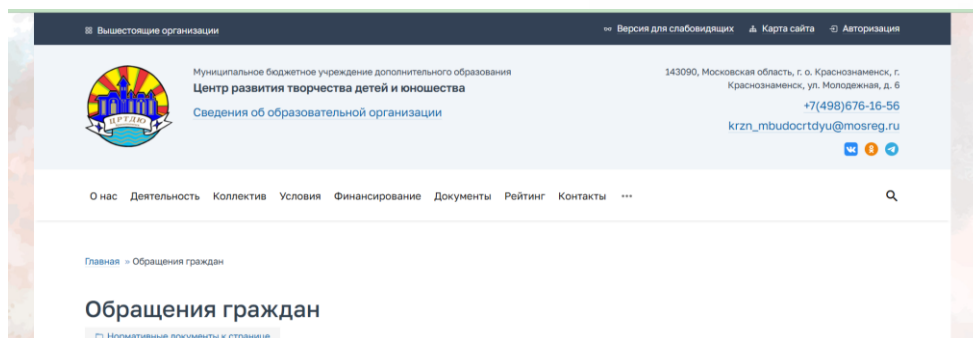 Вышестоящие организации
Версия для слабовидящих Карта сайта Авторизация
Муниципальное бюджетное учреждение дополнительного образования
Центр развития творчества детей и юношества
Сведения об образовательной организации
ЦРТДЮ
143090, Московская область, г. о. Краснознаменск, г.
Краснознаменск, ул. Молодежная, д. 6
+7(498)676-16-56
krzn_mbudocrtdyu@mosreg.ru
О нас Деятельность Коллектив Условия Финансирование Документы Рейтинг Контакты ···
Главная » Обращения граждан
Обращения граждан
Нормативные документы к странице